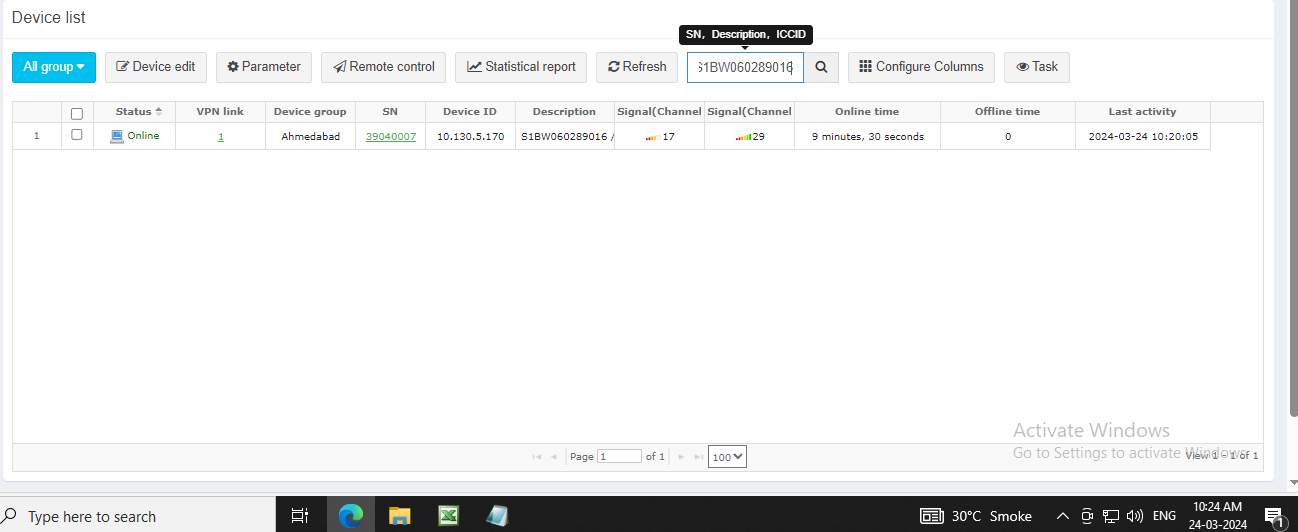 Device list
SN, Description, ICCID
All group Device edit Parameter Remote control Statistical report Refresh S1BW060289016 Configure Columns Task
Status VPN link Device group SN Device ID Description Signal(Channel Signal(Channel Online time Offline time Last activity
1 Online 1 Ahmedabad 39040007 10.130.5.170 S1BW060289016 / 17 29 9 minutes, 30 seconds 0 2024-03-24 10:20:05
Activate Windows
Go to Settings to activate Windows.
Page 1 of 1 100 View 1 - 1 of 1
Type here to search 30°C Smoke ENG 10:24 AM
24-03-2024 1